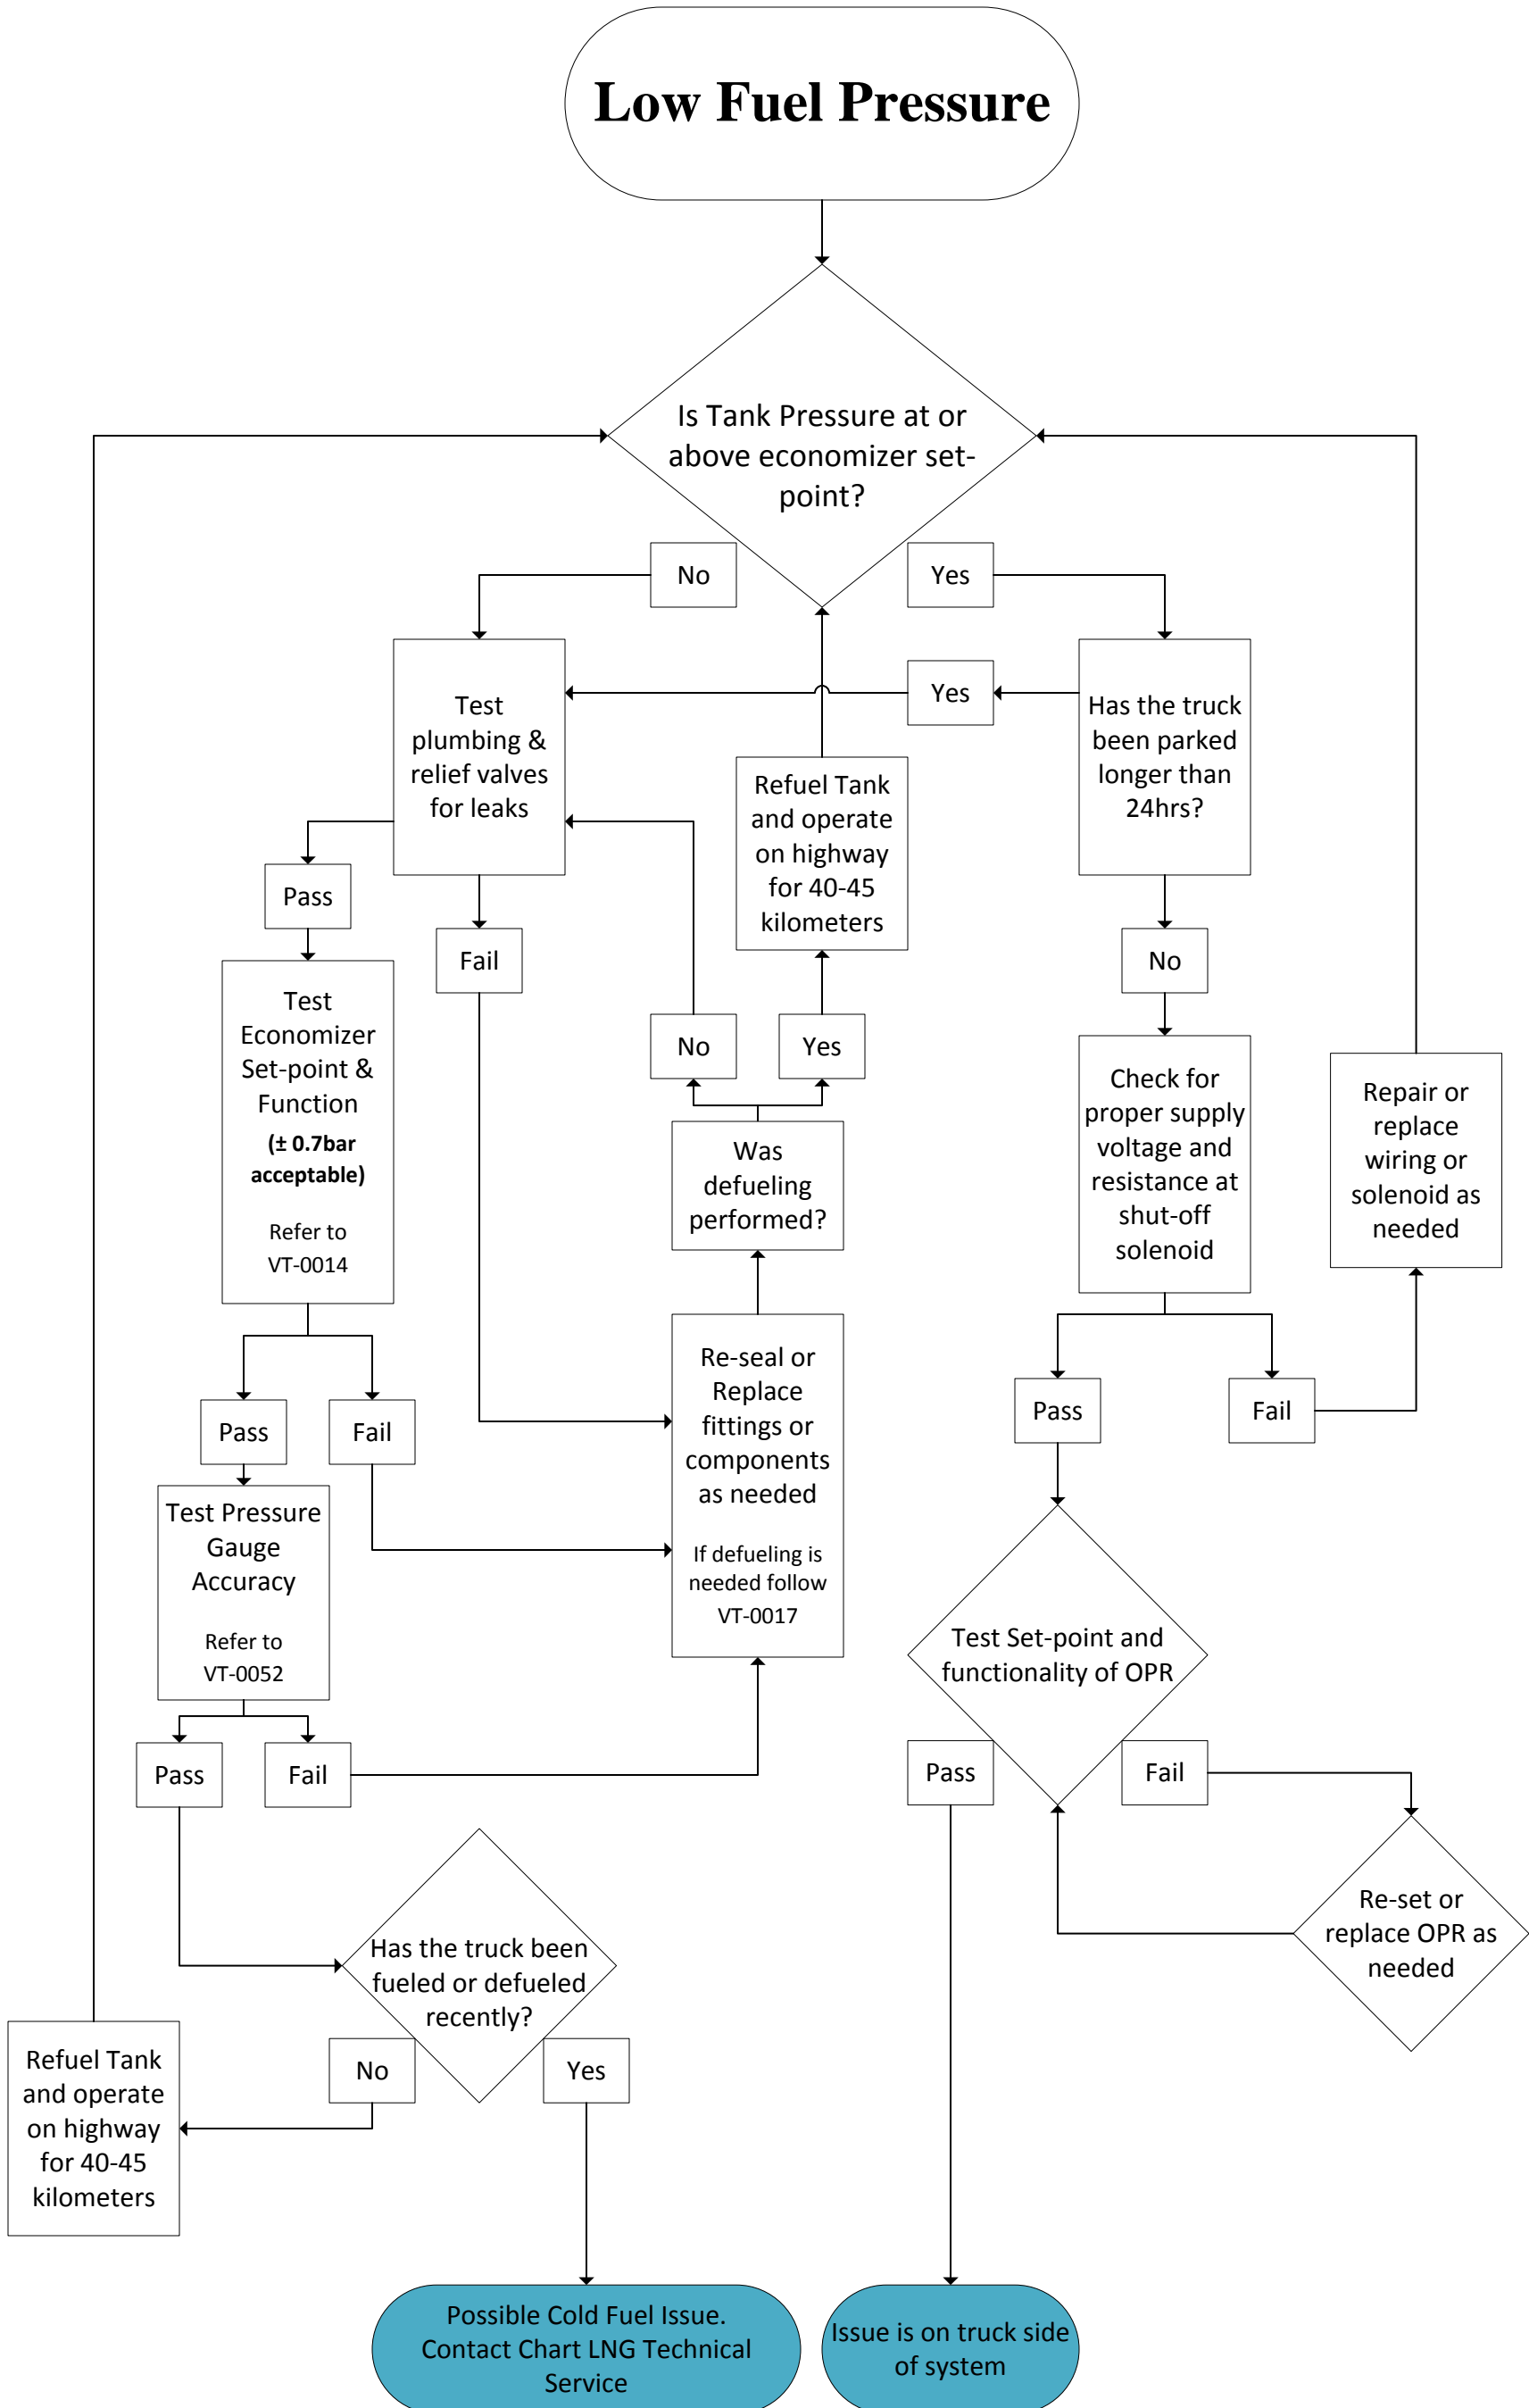 Low Fuel Pressure
Is Tank Pressure at or
above economizer set-
point?
No
Yes
Test
plumbing &
relief valves
for leaks
Yes
Has the truck
been parked
longer than
24hrs?
Refuel Tank
and operate
on highway
for 40-45
kilometers
Pass
Fail
No
Test
Economizer
Set-point &
Function
(± 0.7bar
acceptable)
Refer to
VT-0014
No
Yes
Check for
proper supply
voltage and
resistance at
shut-off
solenoid
Repair or
replace
wiring or
solenoid as
needed
Was
defueling
performed?
Re-seal or
Replace
fittings or
components
as needed
If defueling is
needed follow
VT-0017
Pass
Fail
Pass
Fail
Test Pressure
Gauge
Accuracy
Refer to
VT-0052
Test Set-point and
functionality of OPR
Pass
Fail
Pass
Fail
Re-set or
replace OPR as
needed
Has the truck been
fueled or defueled
recently?
No
Yes
Refuel Tank
and operate
on highway
for 40-45
kilometers
Possible Cold Fuel Issue.
Contact Chart LNG Technical
Service
Issue is on truck side
of system